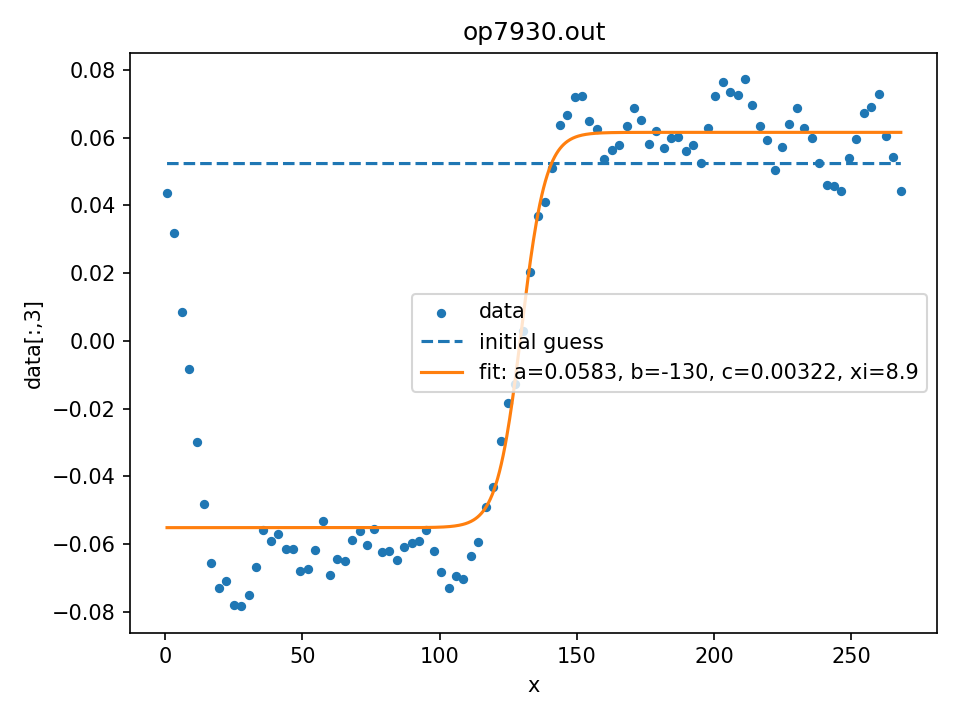 op7930.out
data[:,3]
0.08
0.06
0.04
0.02
0.00
−0.02
−0.04
−0.06
−0.08
data
initial guess
fit: a=0.0583, b=-130, c=0.00322, xi=8.9
0 50 100 150 200 250
x